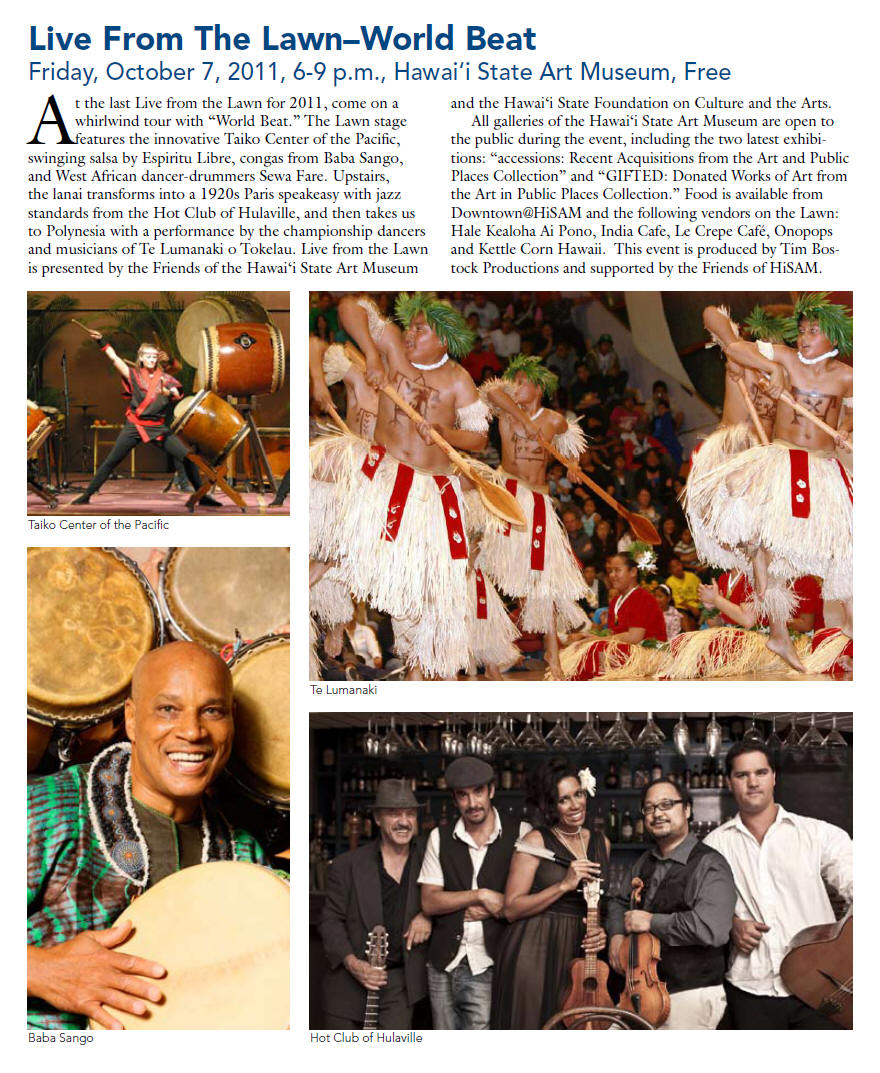 Live From The Lawn–World Beat
Friday, October 7, 2011, 6-9 p.m., Hawai‘i State Art Museum, Free
At the last Live from the Lawn for 2011, come on a
whirlwind tour with “World Beat.” The Lawn stage
features the innovative Taiko Center of the Pacific,
swinging salsa by Espiritu Libre, congas from Baba Sango,
and West African dancer-drummers Sewa Fare. Upstairs,
the lanai transforms into a 1920s Paris speakeasy with jazz
standards from the Hot Club of Hulaville, and then takes us
to Polynesia with a performance by the championship dancers
and musicians of Te Lumanaki o Tokelau. Live from the Lawn
is presented by the Friends of the Hawai‘i State Art Museum
and the Hawai‘i State Foundation on Culture and the Arts.
All galleries of the Hawai‘i State Art Museum are open to
the public during the event, including the two latest exhibi-
tions: “accessions: Recent Acquisitions from the Art and Public
Places Collection” and “GIFTED: Donated Works of Art from
the Art in Public Places Collection.” Food is available from
Downtown@HiSAM and the following vendors on the Lawn:
Hale Kealoha Ai Pono, India Cafe, Le Crepe Café, Onopops
and Kettle Corn Hawaii. This event is produced by Tim Bos-
tock Productions and supported by the Friends of HiSAM.
Taiko Center of the Pacific
Te Lumanaki
Baba Sango
Hot Club of Hulaville